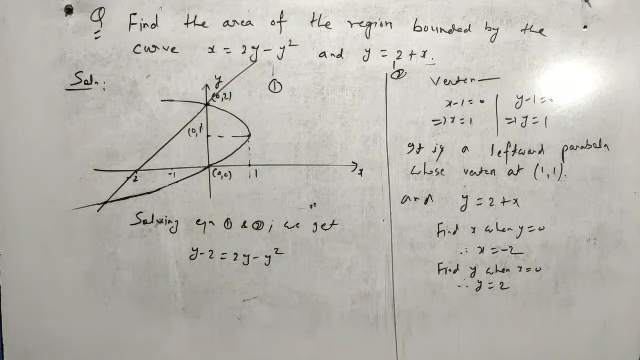 Q Find the area of the region bounded by the
curve x = 2y - y² and y = 2 + x.
① ②
Soln:
y
(0,2)
(0,1
-2 -1 (0,0) 1 x
Solving eqn ① & ②, we get
y-2 = 2y - y²
Vertex—
x-1=0 | y-1=0
=) x=1 | =) y=1
It is a leftward parabola
whose vertex at (1,1).
and y = 2+x
Find x when y=0
∴ x = -2
Find y when x=0
∴ y = 2